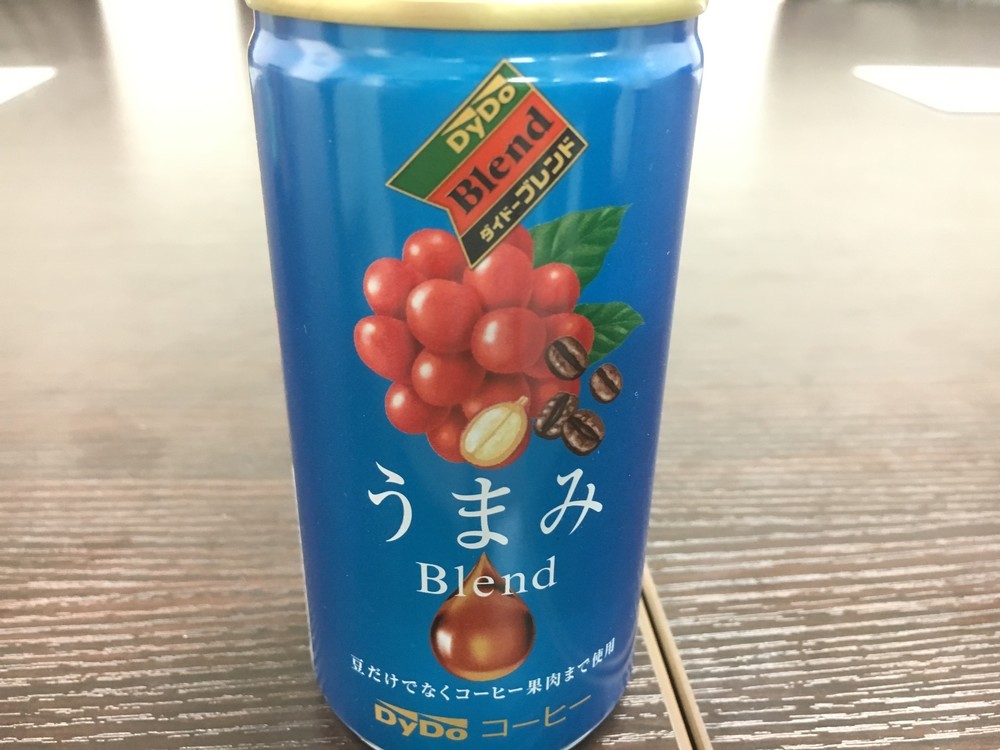 DyDo
Blend
ダイドーブレンド
うまみ
Blend
豆だけでなくコーヒー果肉まで使用
DyDo コーヒー